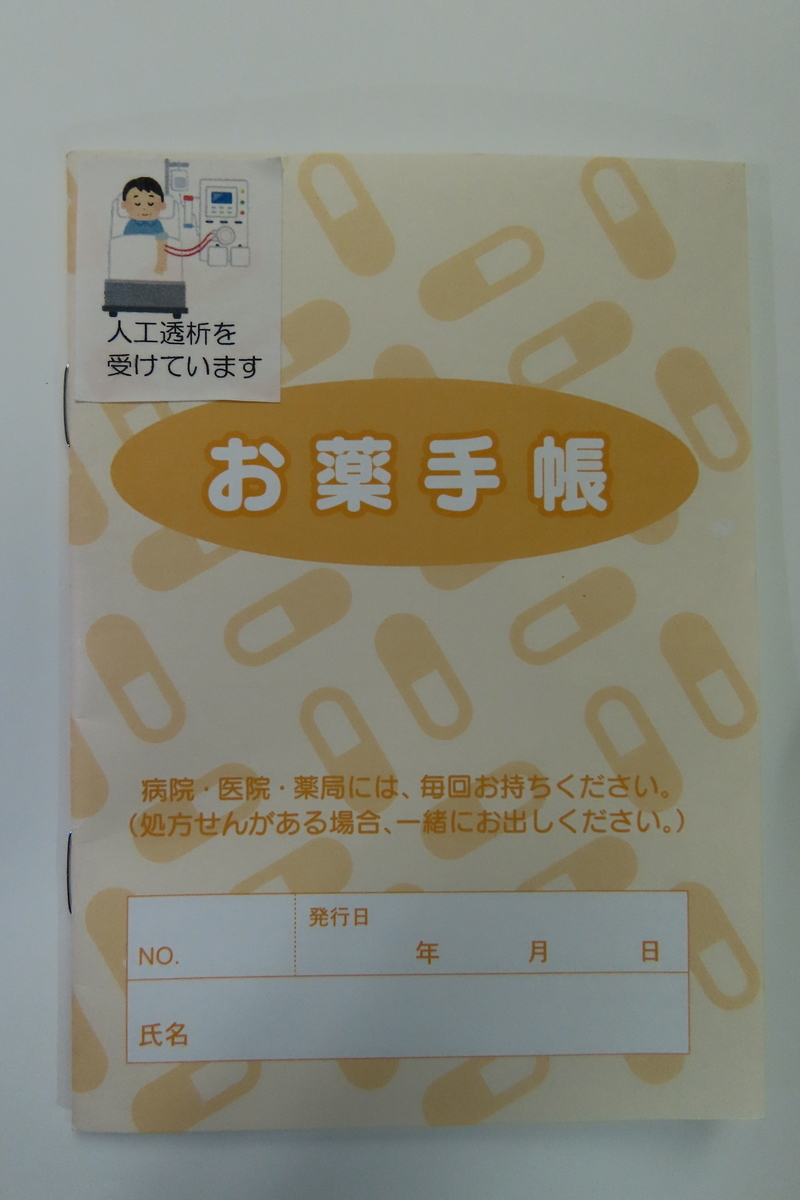 人工透析を
受けています
お薬手帳
病院・医院・薬局には、毎回お持ちください。
(処方せんがある場合、一緒にお出しください。)
NO.
発行日
年 月 日
氏名